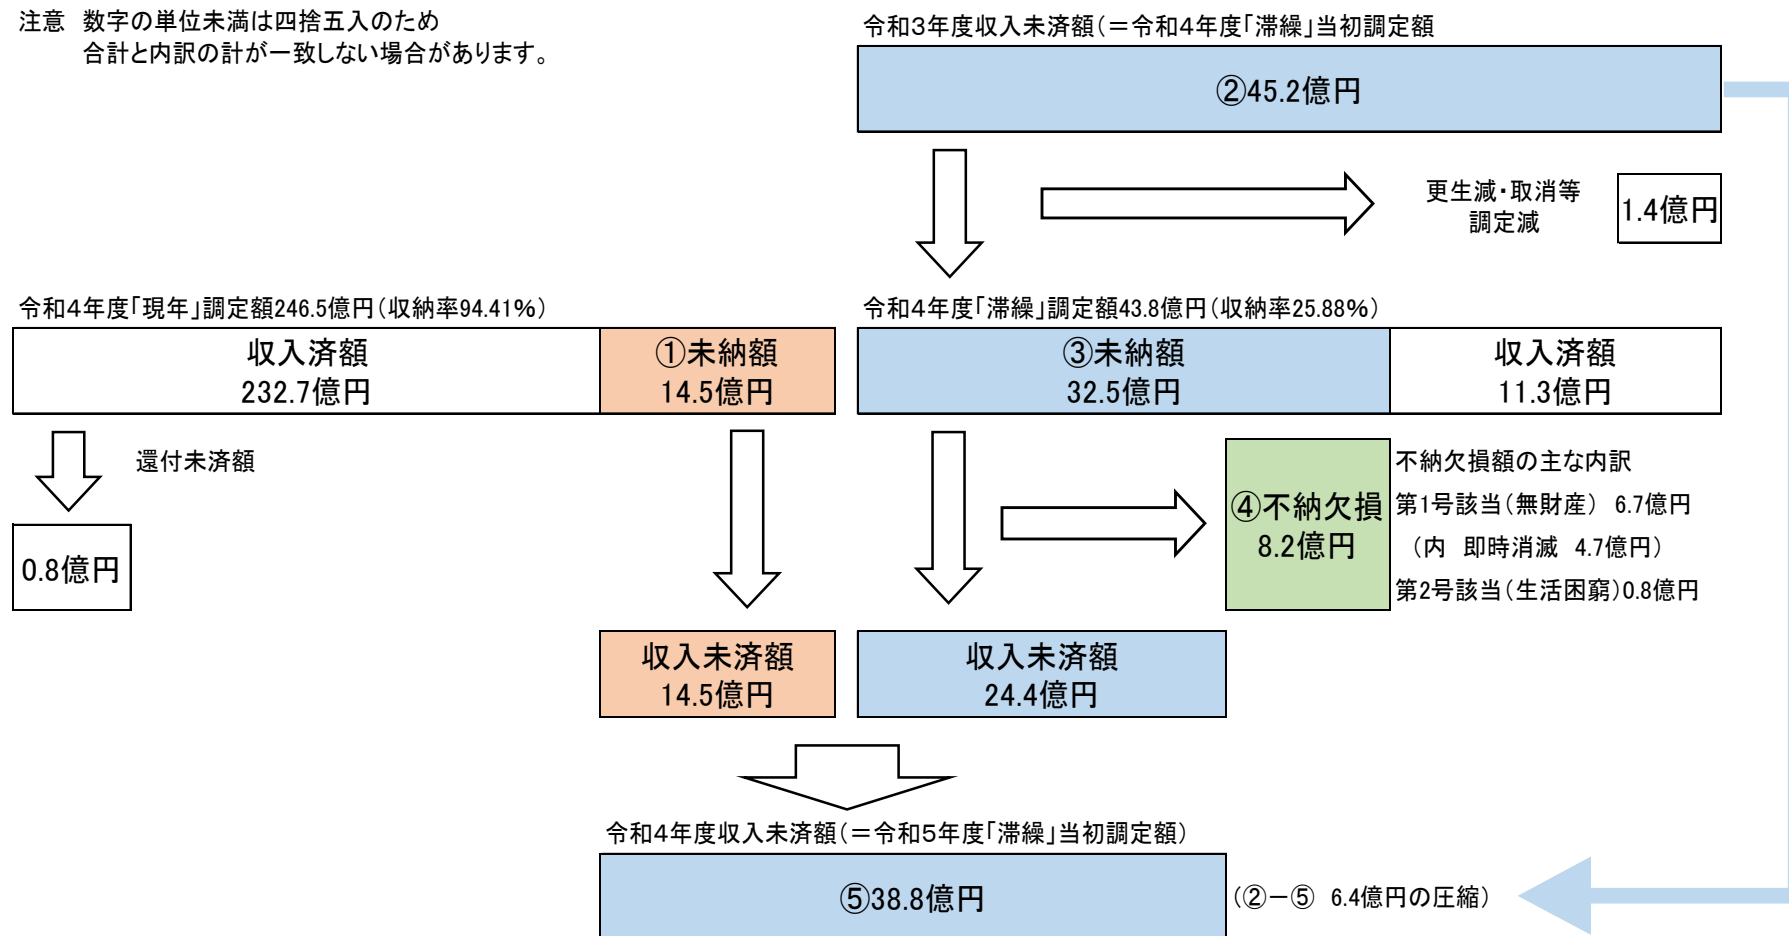 注意 数字の単位未満は四捨五入のため
合計と内訳の計が一致しない場合があります。
令和3年度収入未済額(=令和4年度「滞繰」当初調定額
②45.2億円
更生減・取消等
調定減
1.4億円
令和4年度「現年」調定額246.5億円(収納率94.41%)
令和4年度「滞繰」調定額43.8億円(収納率25.88%)
収入済額
232.7億円
①未納額
14.5億円
③未納額
32.5億円
収入済額
11.3億円
還付未済額
0.8億円
④不納欠損
8.2億円
不納欠損額の主な内訳
第1号該当(無財産) 6.7億円
(内 即時消滅 4.7億円)
第2号該当(生活困窮)0.8億円
収入未済額
14.5億円
収入未済額
24.4億円
令和4年度収入未済額(=令和5年度「滞繰」当初調定額)
⑤38.8億円
(②-⑤ 6.4億円の圧縮)